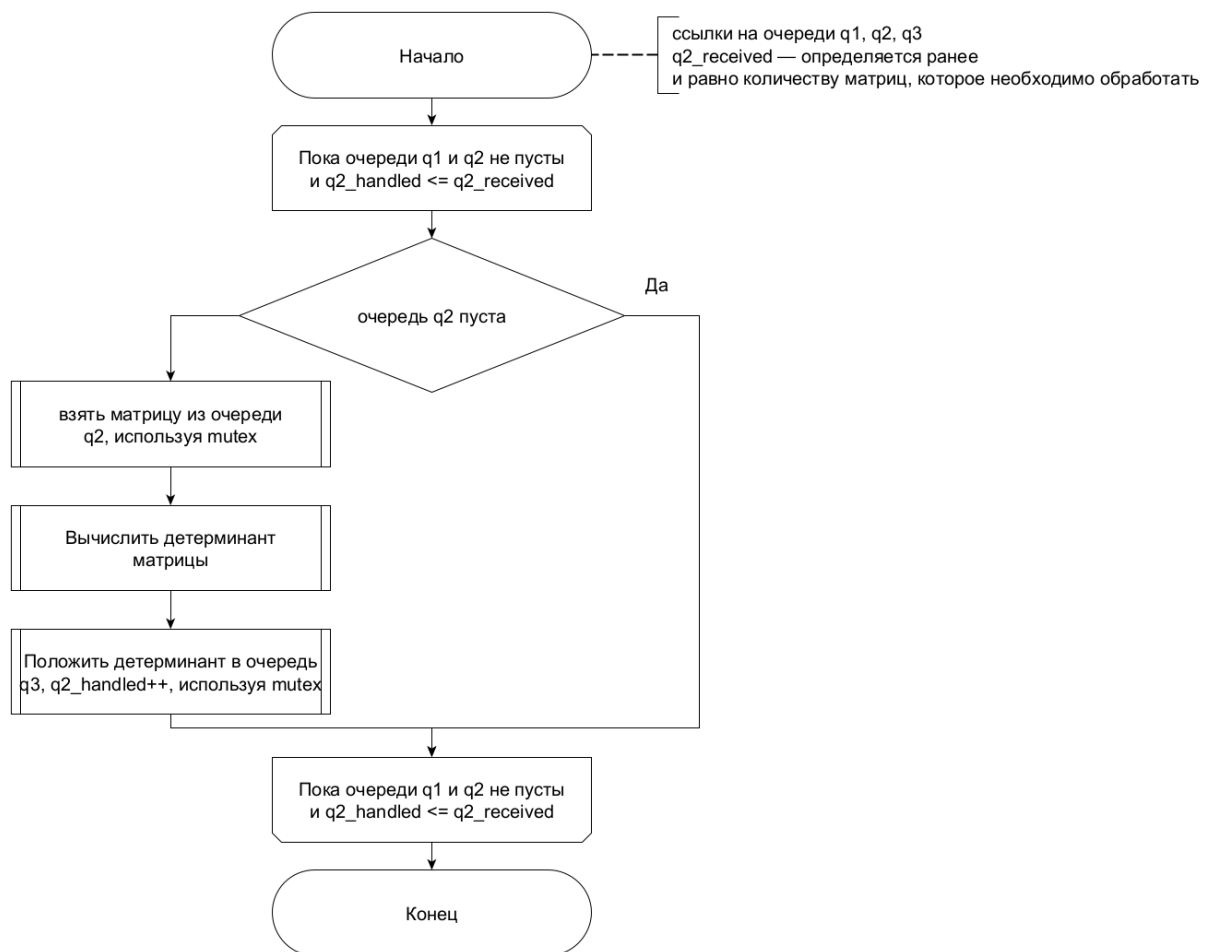 Начало
ссылки на очереди q1, q2, q3
q2_received — определяется ранее
и равно количеству матриц, которое необходимо обработать
Пока очереди q1 и q2 не пусты
и q2_handled <= q2_received
Да
очередь q2 пуста
взять матрицу из очереди
q2, используя mutex
Вычислить детерминант
матрицы
Положить детерминант в очередь
q3, q2_handled++, используя mutex
Пока очереди q1 и q2 не пусты
и q2_handled <= q2_received
Конец